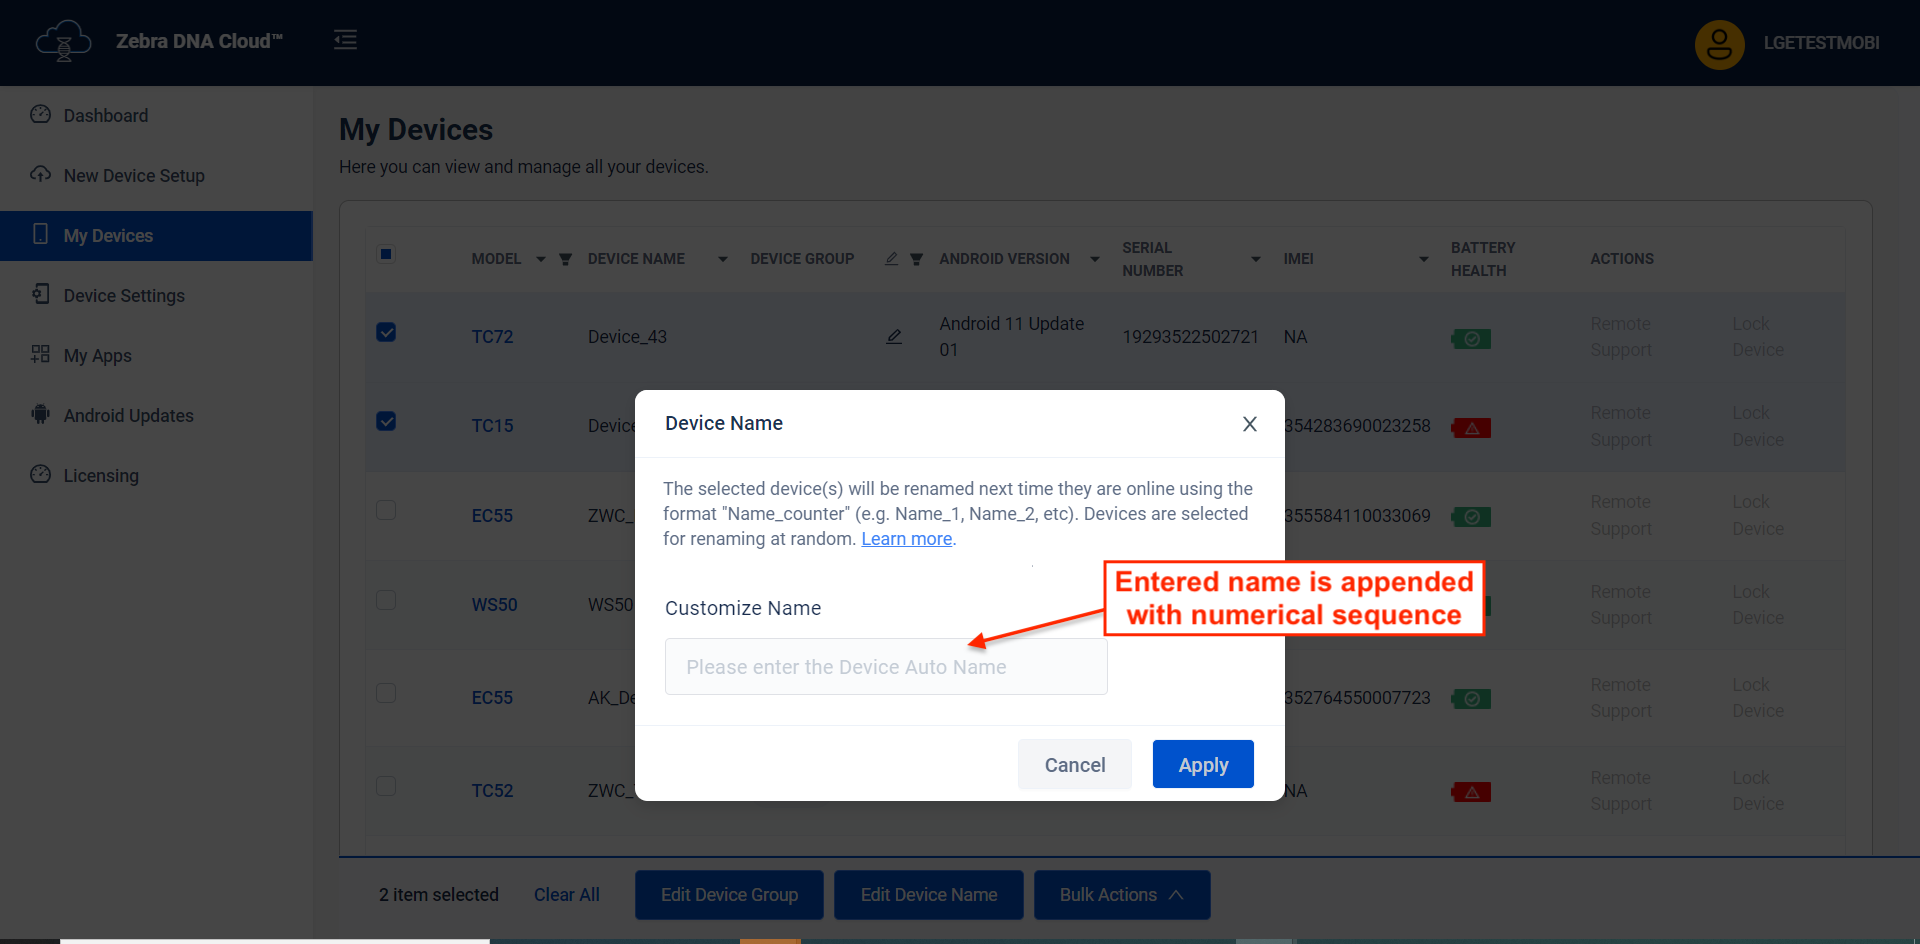 Zebra DNA Cloud™
LGETESTMOBI
Dashboard
New Device Setup
My Devices
Device Settings
My Apps
Android Updates
Licensing
My Devices
Here you can view and manage all your devices.
MODEL DEVICE NAME DEVICE GROUP ANDROID VERSION SERIAL NUMBER IMEI BATTERY HEALTH ACTIONS
TC72 Device_43 Android 11 Update 01 19293522502721 NA Remote Support Lock Device
TC15 Device 354283690023258 Remote Support Lock Device
EC55 ZWC_ 355584110033069 Remote Support Lock Device
WS50 WS50 Remote Support Lock Device
EC55 AK_De 352764550007723 Remote Support Lock Device
TC52 ZWC_ NA Remote Support Lock Device
Device Name
X
The selected device(s) will be renamed next time they are online using the
format "Name_counter" (e.g. Name_1, Name_2, etc). Devices are selected
for renaming at random. Learn more.
Entered name is appended
with numerical sequence
Customize Name
Please enter the Device Auto Name
Cancel Apply
2 item selected Clear All Edit Device Group Edit Device Name Bulk Actions